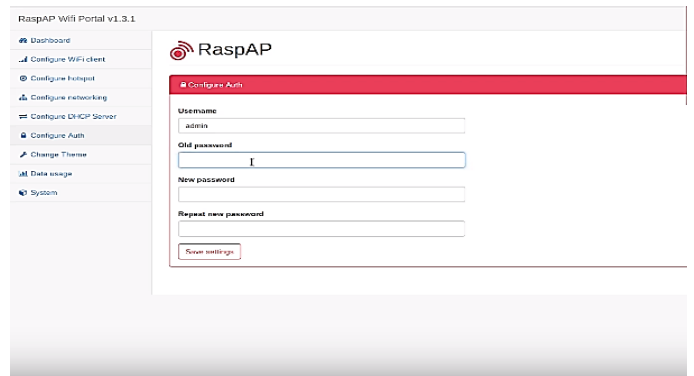 RaspAP Wifi Portal v1.3.1
Dashboard
Configure WiFi client
Configure hotspot
Configure networking
Configure DHCP Server
Configure Auth
Change Theme
Data usage
System
RaspAP
Configure Auth
Username
admin
Old password
New password
Repeat new password
Save settings